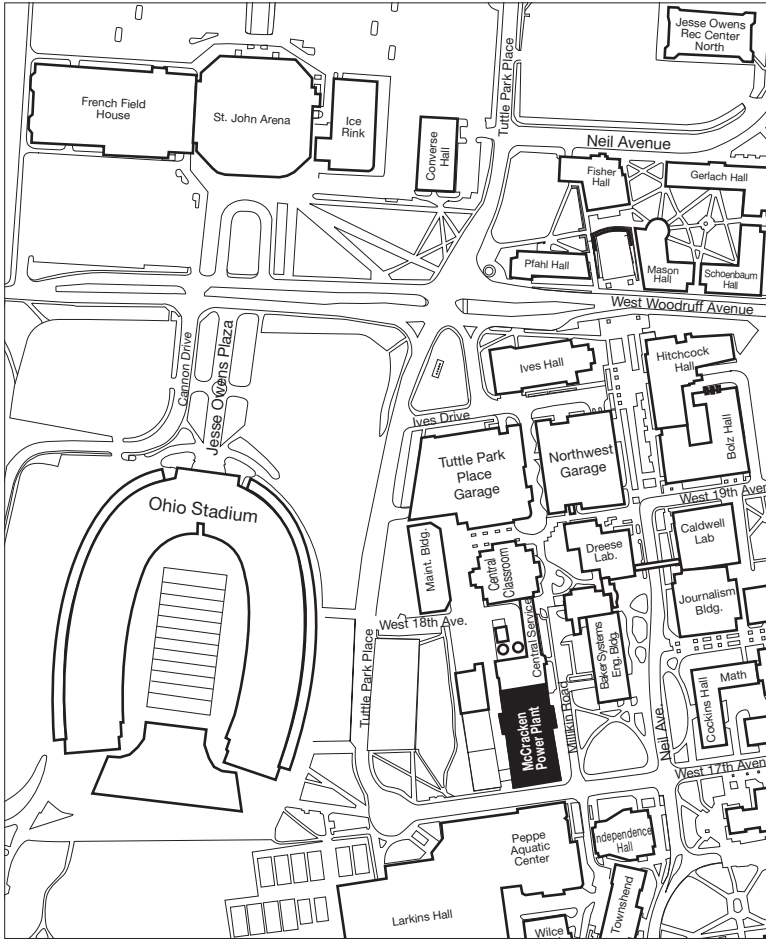 Jesse Owens
Rec Center
North
French Field
House
St. John Arena
Ice
Rink
Converse
Hall
Tuttle Park Place
Neil Avenue
Fisher
Hall
Gerlach Hall
Pfahl Hall
Mason
Hall
Schoenbaum
Hall
West Woodruff Avenue
Cannon Drive
Jesse Owens Plaza
Ives Hall
Hitchcock
Hall
Bolz Hall
Ives Drive
Tuttle Park
Place
Garage
Northwest
Garage
West 19th Aven
Ohio Stadium
Maint. Bldg.
Central
Classroom
Dreese
Lab.
Caldwell
Lab
Journalism
Bldg.
West 18th Ave.
Central Service
Baker Systems
Eng. Bldg.
Tuttle Park Place
McCracken
Power Plant
Millikin Road
Neil Ave.
Cockins Hall
Math
West 17th Avenu
Peppe
Aquatic
Center
Independence
Hall
Larkins Hall
Wilce
Townshend